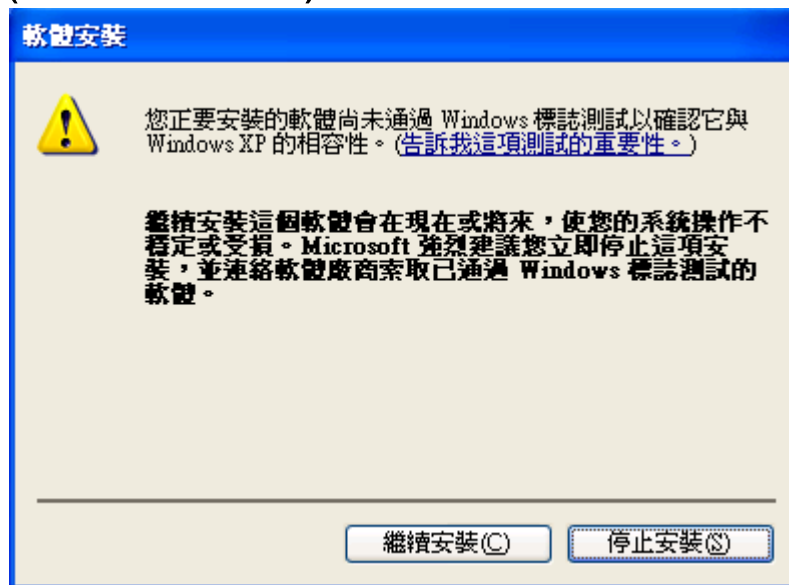 軟體安裝
您正要安裝的軟體尚未通過 Windows 標誌測試以確認它與
Windows XP 的相容性。(告訴我這項測試的重要性。)
繼續安裝這個軟體會在現在或將來，使您的系統操作不
穩定或受損。Microsoft 強烈建議您立即停止這項安
裝，並連絡軟體廠商索取已通過 Windows 標誌測試的
軟體。
繼續安裝(C)
停止安裝(S)